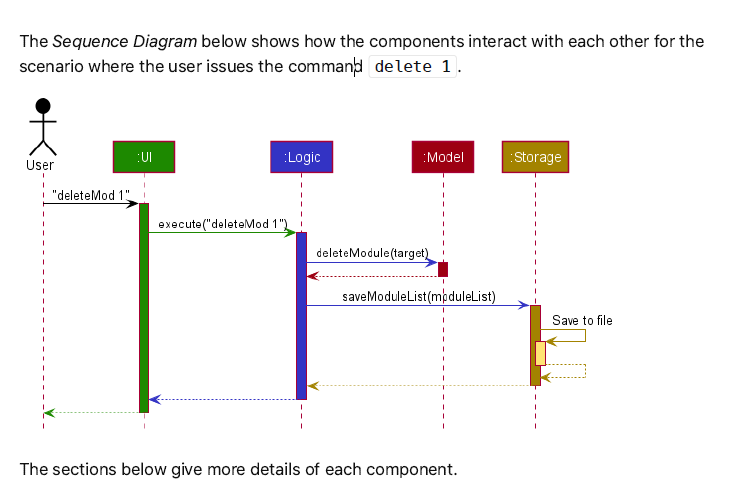 The Sequence Diagram below shows how the components interact with each other for the
scenario where the user issues the command delete 1.
User
:UI
:Logic
:Model
:Storage
"deleteMod 1"
execute("deleteMod 1")
deleteModule(target)
saveModuleList(moduleList)
Save to file
The sections below give more details of each component.